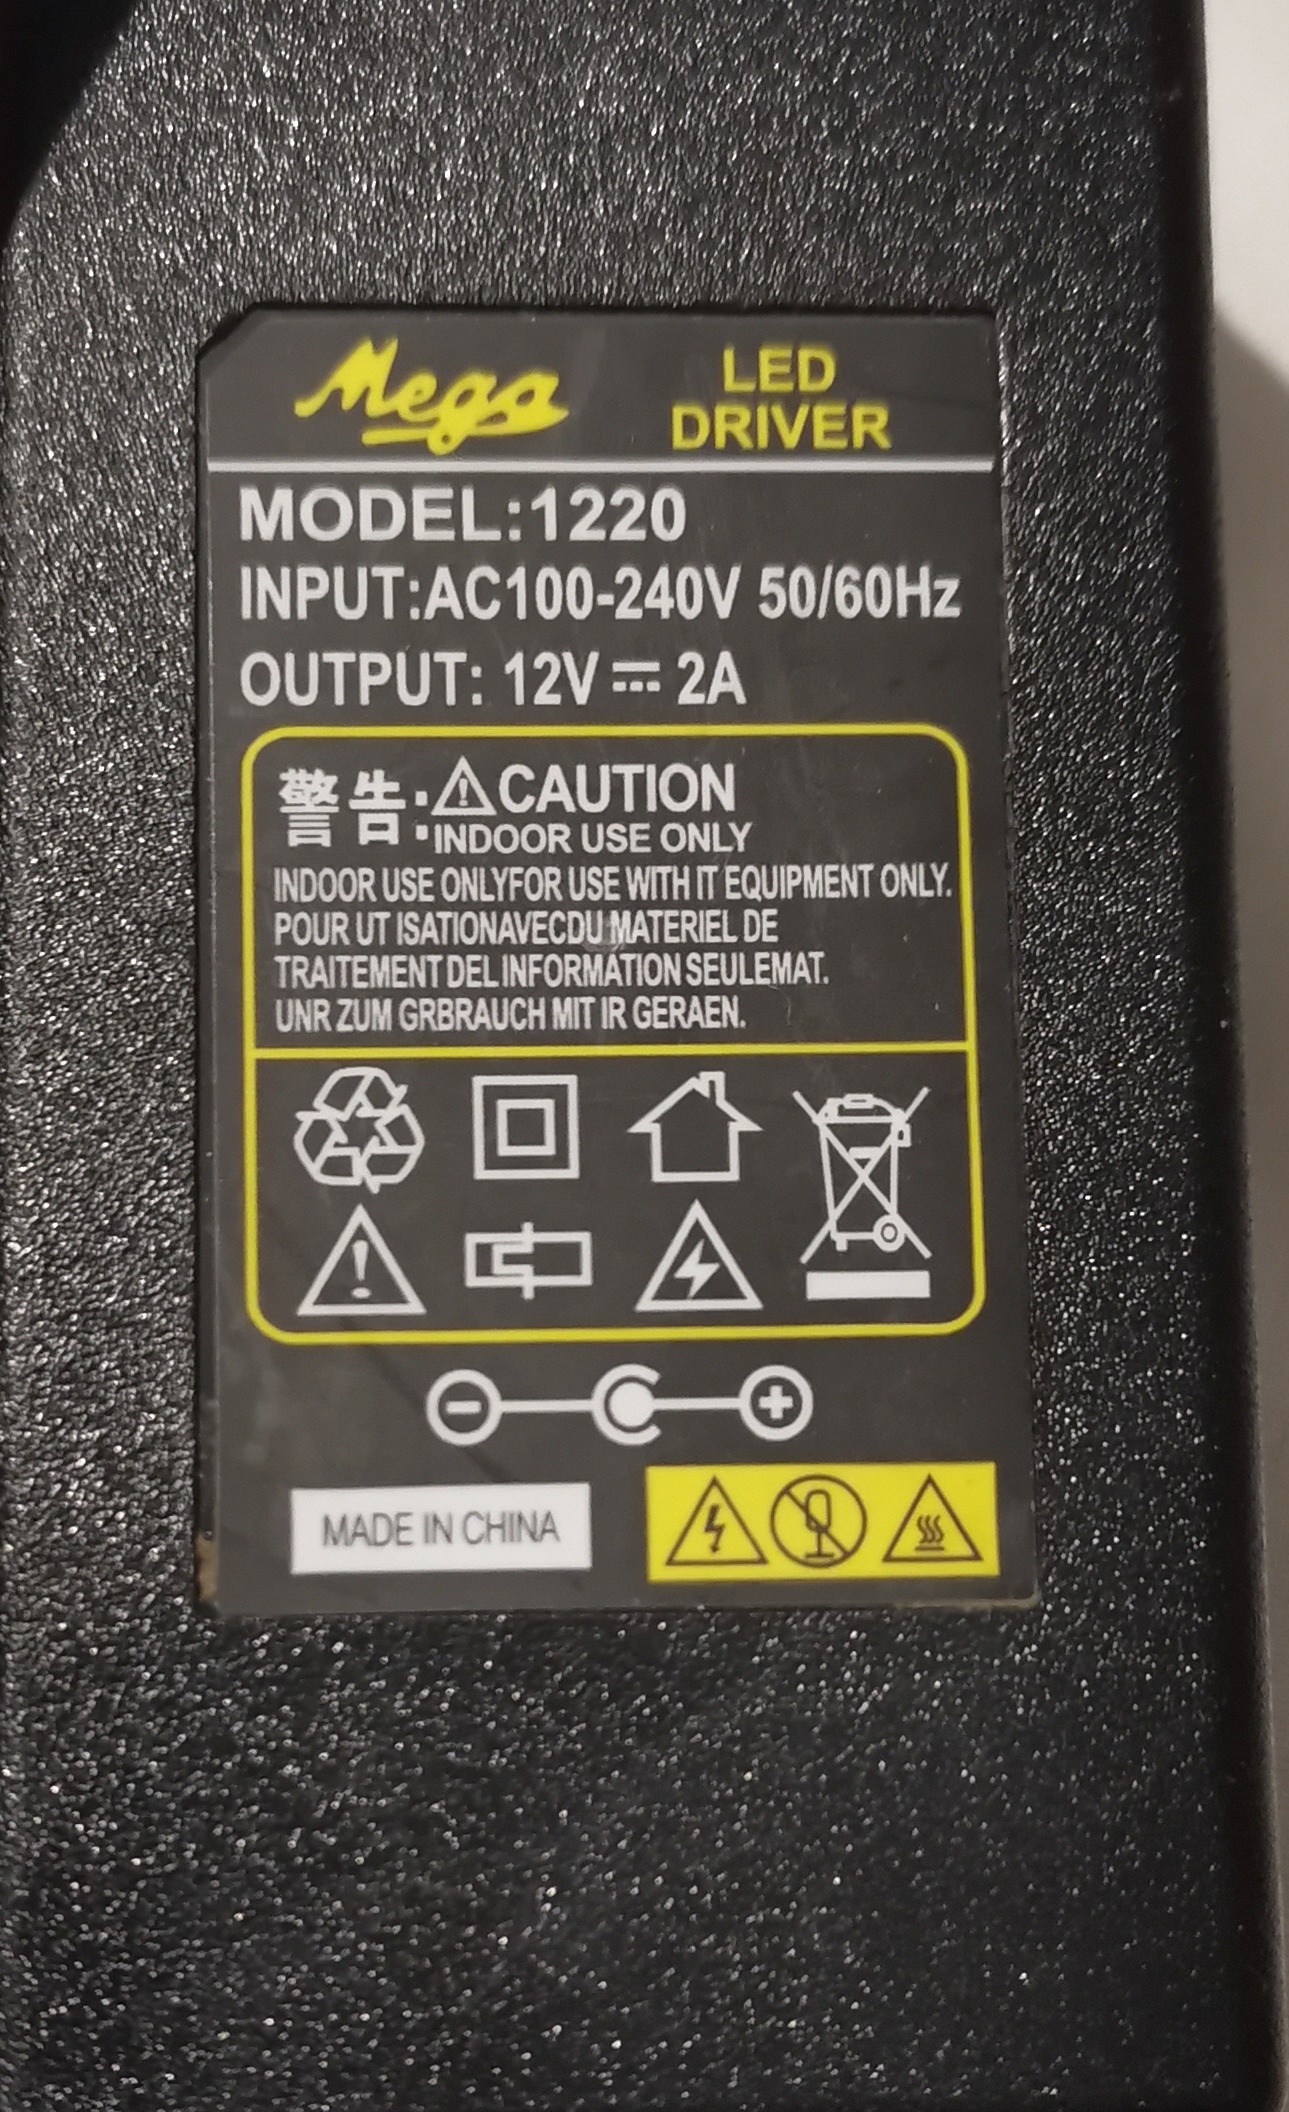 Mega
LED
DRIVER
MODEL:1220
INPUT:AC100-240V 50/60Hz
OUTPUT: 12V ⎓ 2A
警告:⚠CAUTION
INDOOR USE ONLY
INDOOR USE ONLYFOR USE WITH IT EQUIPMENT ONLY.
POUR UT ISATIONAVECDU MATERIEL DE
TRAITEMENT DEL INFORMATION SEULEMAT.
UNR ZUM GRBRAUCH MIT IR GERAEN.
MADE IN CHINA